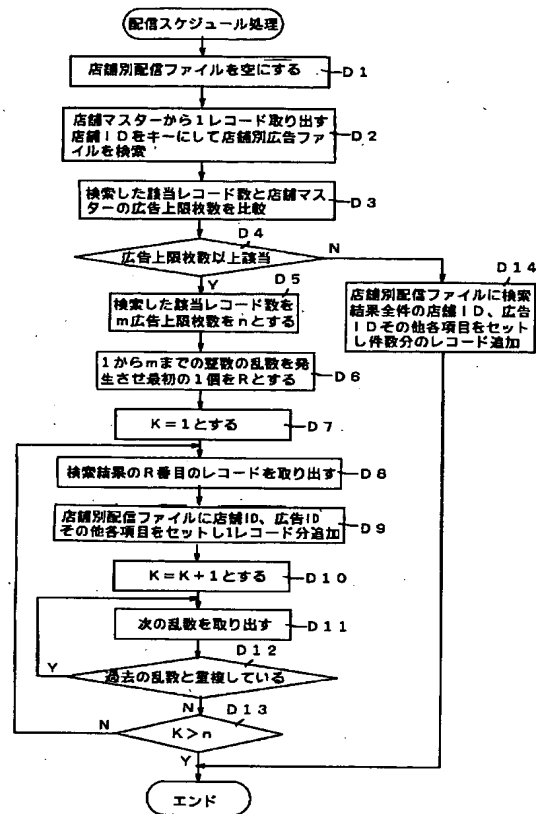 配信スケジュール処理
店舗別配信ファイルを空にする
D1
店舗マスターから1レコード取り出す
店舗IDをキーにして店舗別広告ファ
イルを検索
D2
検索した該当レコード数と店舗マス
ターの広告上限枚数を比較
D3
D4
広告上限枚数以上該当
N
Y
D5
D14
検索した該当レコード数を
m広告上限枚数をnとする
店舗別配信ファイルに検索
結果全件の店舗ID、広告
IDその他各項目をセット
し件数分のレコード追加
1からmまでの整数の乱数を発
生させ最初の1個をRとする
D6
K=1とする
D7
検索結果のR番目のレコードを取り出す
D8
店舗別配信ファイルに店舗ID、広告ID
その他各項目をセットし1レコード分追加
D9
K=K+1とする
D10
次の乱数を取り出す
D11
D12
Y
過去の乱数と重複している
N
D13
N
K>n
Y
エンド